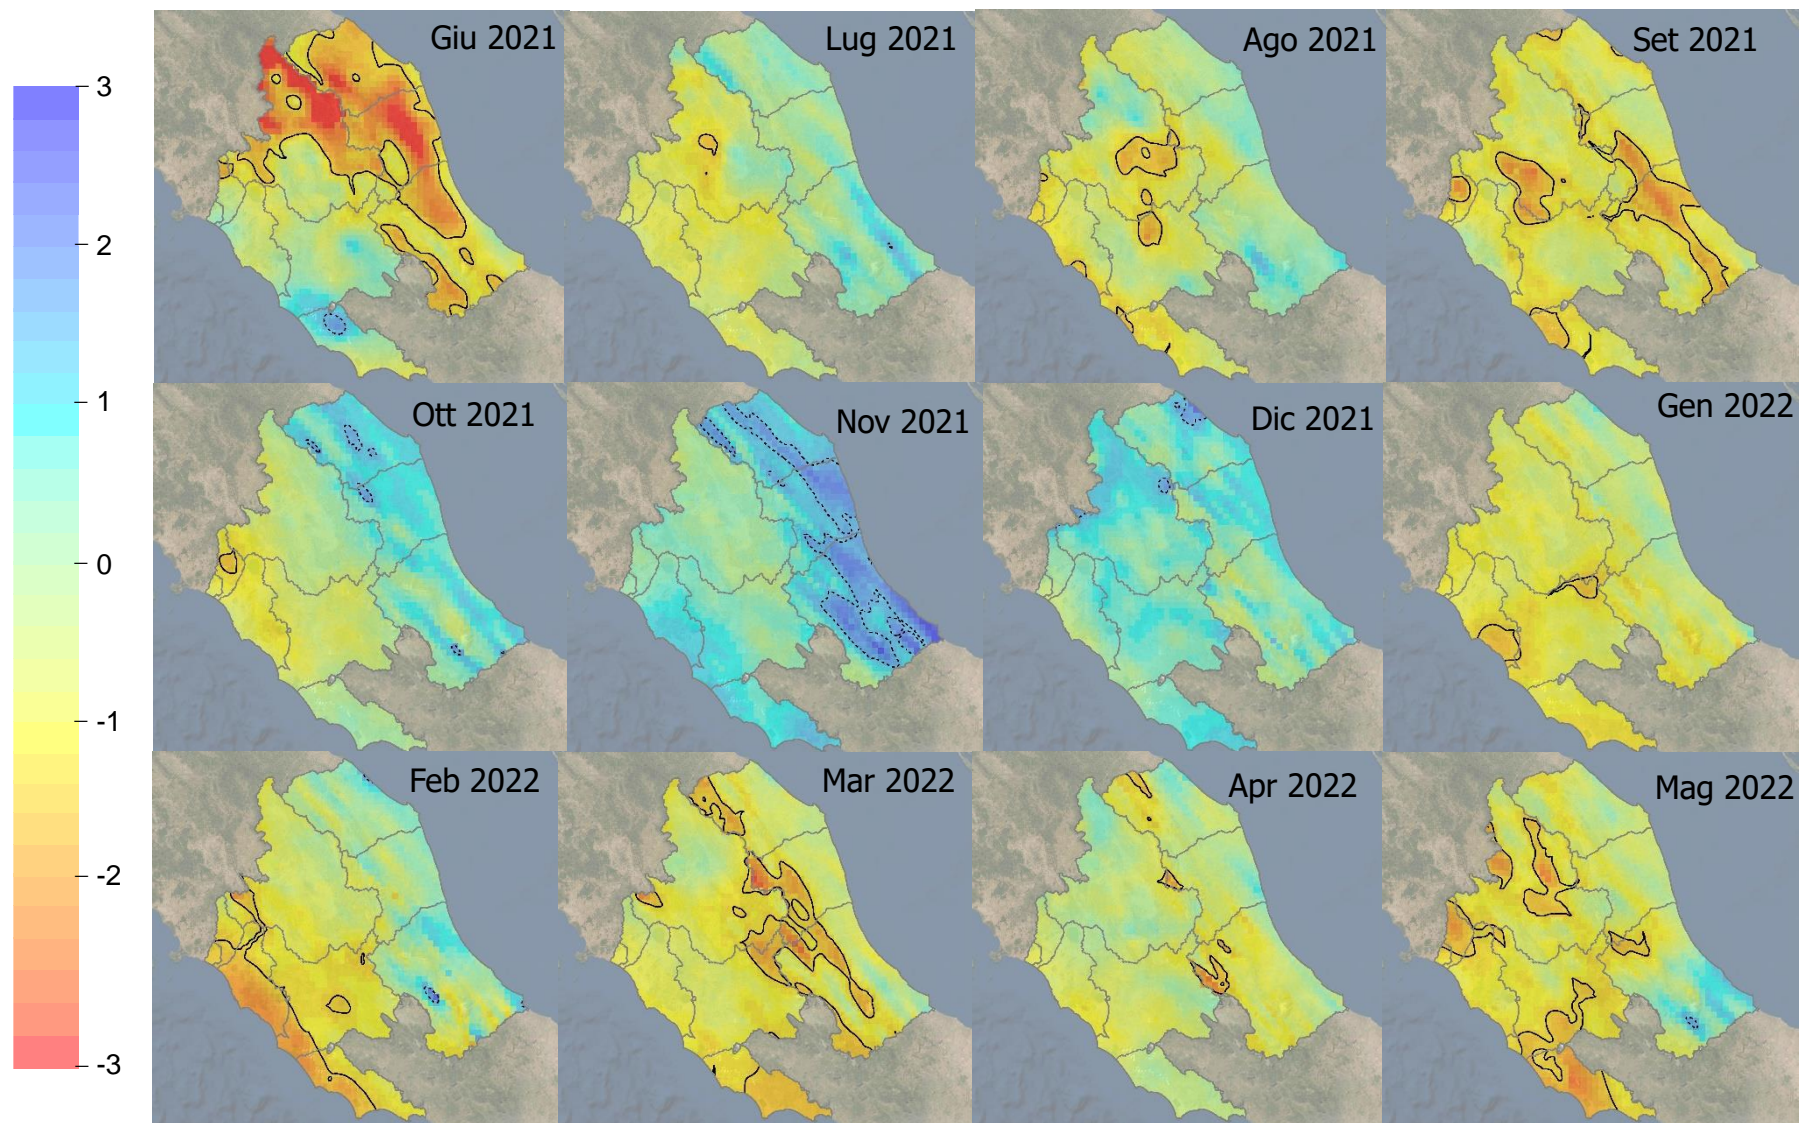 Giu 2021
Lug 2021
Ago 2021
Set 2021
3
2
1
0
-1
-2
-3
Ott 2021
Nov 2021
Dic 2021
Gen 2022
Feb 2022
Mar 2022
Apr 2022
Mag 2022